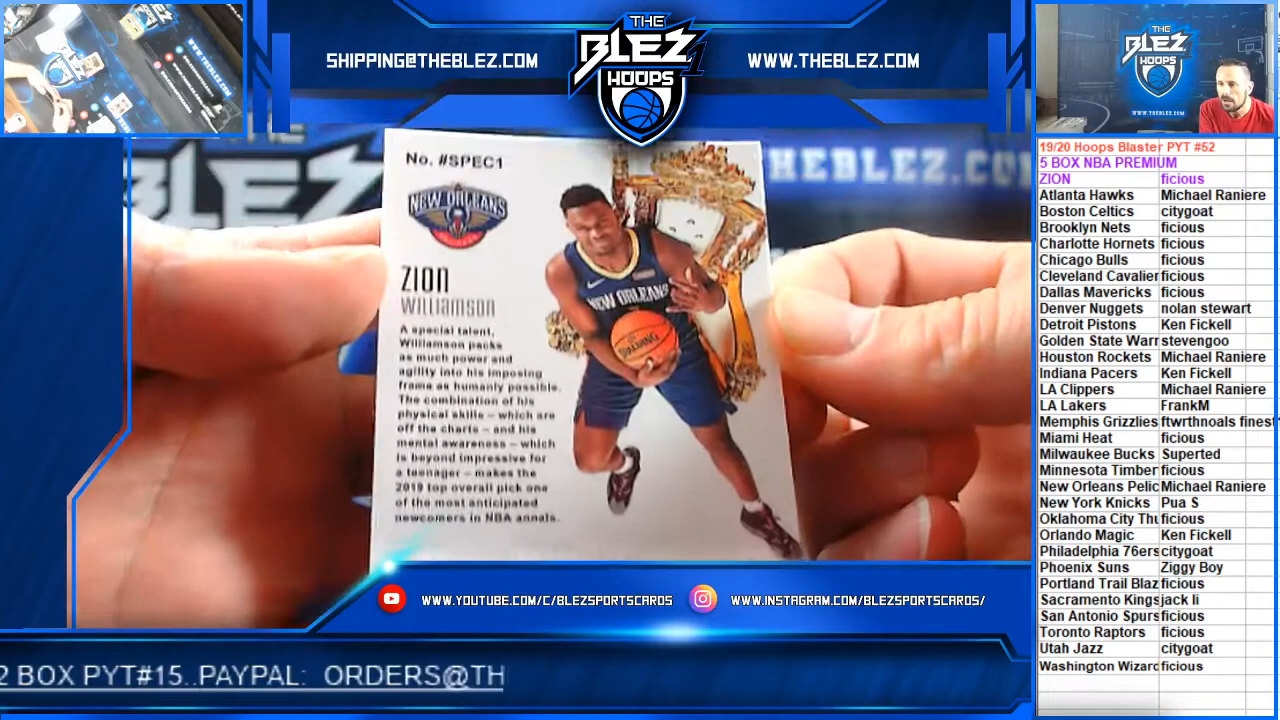 SHIPPING@THEBLEZ.COM
THE
BLEZ
HOOPS
WWW.THEBLEZ.COM
THE
BLEZ
HOOPS
No. #SPEC1
NEW ORLEANS
ZION
WILLIAMSON
A special talent,
Williamson packs
as much power and
agility into his imposing
frame as humanly possible.
The combination of his
physical skills – which are
off the charts – and his
mental awareness – which
is beyond impressive for
a teenager – makes the
2019 top overall pick one
of the most anticipated
newcomers in NBA annals.
NEW ORLEANS
SPALDING
BLEZ
THEBLEZ.CO
19/20 Hoops Blaster PYT #52
5 BOX NBA PREMIUM
ZION ficious
Atlanta Hawks Michael Raniere
Boston Celtics citygoat
Brooklyn Nets ficious
Charlotte Hornets ficious
Chicago Bulls ficious
Cleveland Cavalier ficious
Dallas Mavericks ficious
Denver Nuggets nolan stewart
Detroit Pistons Ken Fickell
Golden State Warr stevengoo
Houston Rockets Michael Raniere
Indiana Pacers Ken Fickell
LA Clippers Michael Raniere
LA Lakers FrankM
Memphis Grizzlies ftwrthnoals finest
Miami Heat ficious
Milwaukee Bucks Superted
Minnesota Timber ficious
New Orleans Pelic Michael Raniere
New York Knicks Pua S
Oklahoma City Thu ficious
Orlando Magic Ken Fickell
Philadelphia 76ers citygoat
Phoenix Suns Ziggy Boy
Portland Trail Blaz ficious
Sacramento Kings jack li
San Antonio Spurs ficious
Toronto Raptors ficious
Utah Jazz citygoat
Washington Wizard ficious
WWW.YOUTUBE.COM/C/BLEZSPORTSCARDS
WWW.INSTAGRAM.COM/BLEZSPORTSCARDS/
2 BOX PYT#15..PAYPAL: ORDERS@TH